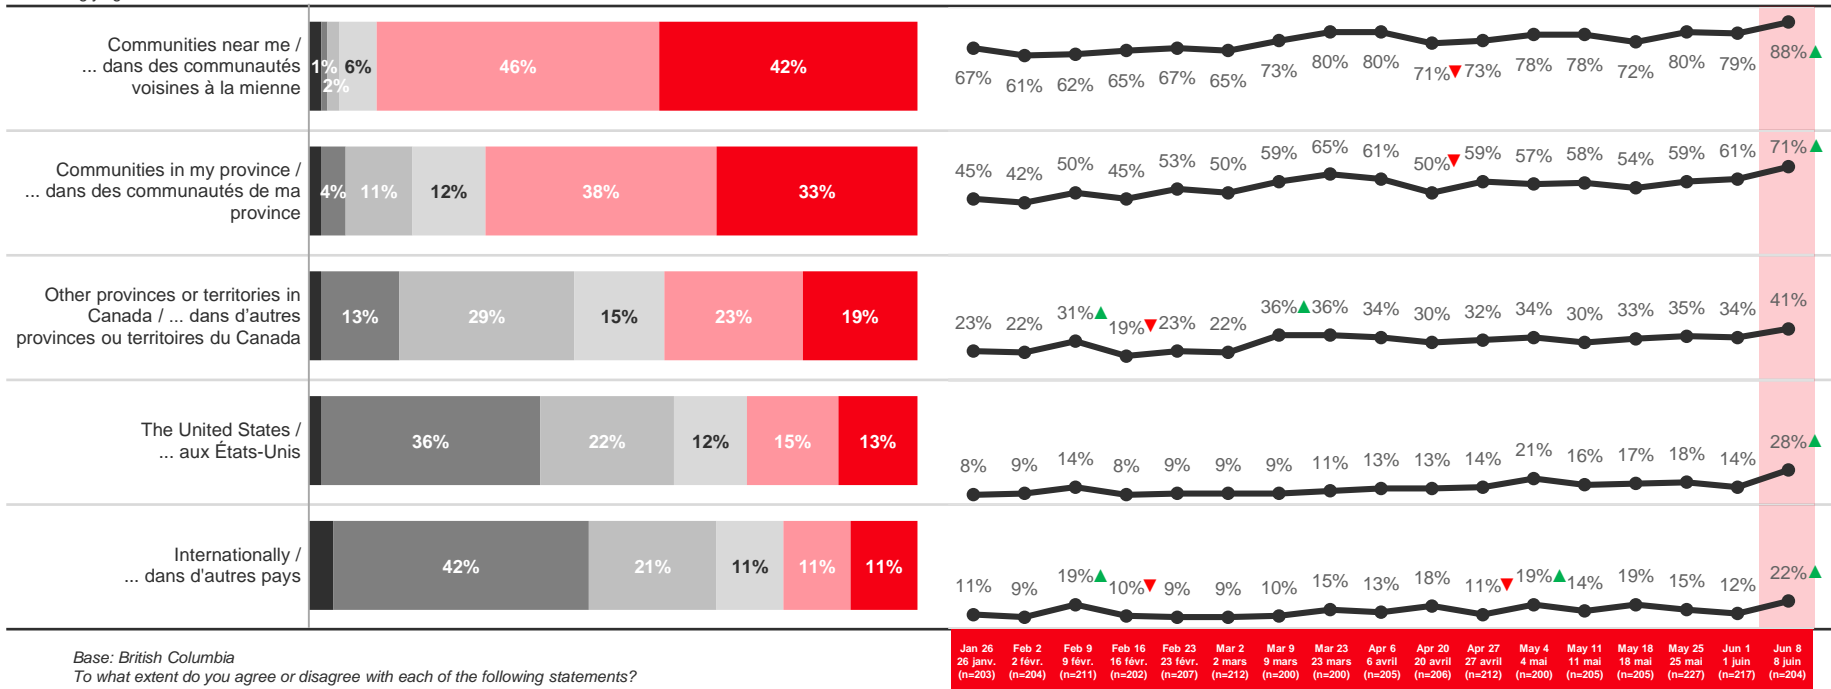 Communities near me /
... dans des communautés
voisines à la mienne
1%
2%
6%
46%
42%
67%
61%
62%
65%
67%
65%
73%
80%
80%
71%▼
73%
78%
78%
72%
80%
79%
88%▲
Communities in my province /
... dans des communautés de ma
province
4%
11%
12%
38%
33%
45%
42%
50%
45%
53%
50%
59%
65%
61%
50%▼
59%
57%
58%
54%
59%
61%
71%▲
Other provinces or territories in
Canada / ... dans d'autres
provinces ou territoires du Canada
13%
29%
15%
23%
19%
23%
22%
31%▲
19%▼
23%
22%
36%▲
36%
34%
30%
32%
34%
30%
33%
35%
34%
41%
The United States /
... aux États-Unis
36%
22%
12%
15%
13%
8%
9%
14%
8%
9%
9%
9%
11%
13%
13%
14%
21%
16%
17%
18%
14%
28%▲
Internationally /
... dans d'autres pays
42%
21%
11%
11%
11%
11%
9%
19%▲
10%▼
9%
9%
10%
15%
13%
18%
11%▼
19%▲
14%
19%
15%
12%
22%▲
Jan 26
26 janv.
(n=203)
Feb 2
2 févr.
(n=204)
Feb 9
9 févr.
(n=211)
Feb 16
16 févr.
(n=202)
Feb 23
23 févr.
(n=207)
Mar 2
2 mars
(n=212)
Mar 9
9 mars
(n=200)
Mar 23
23 mars
(n=200)
Apr 6
6 avril
(n=205)
Apr 20
20 avril
(n=206)
Apr 27
27 avril
(n=212)
May 4
4 mai
(n=200)
May 11
11 mai
(n=205)
May 18
18 mai
(n=205)
May 25
25 mai
(n=227)
Jun 1
1 juin
(n=217)
Jun 8
8 juin
(n=204)
Base: British Columbia
To what extent do you agree or disagree with each of the following statements?